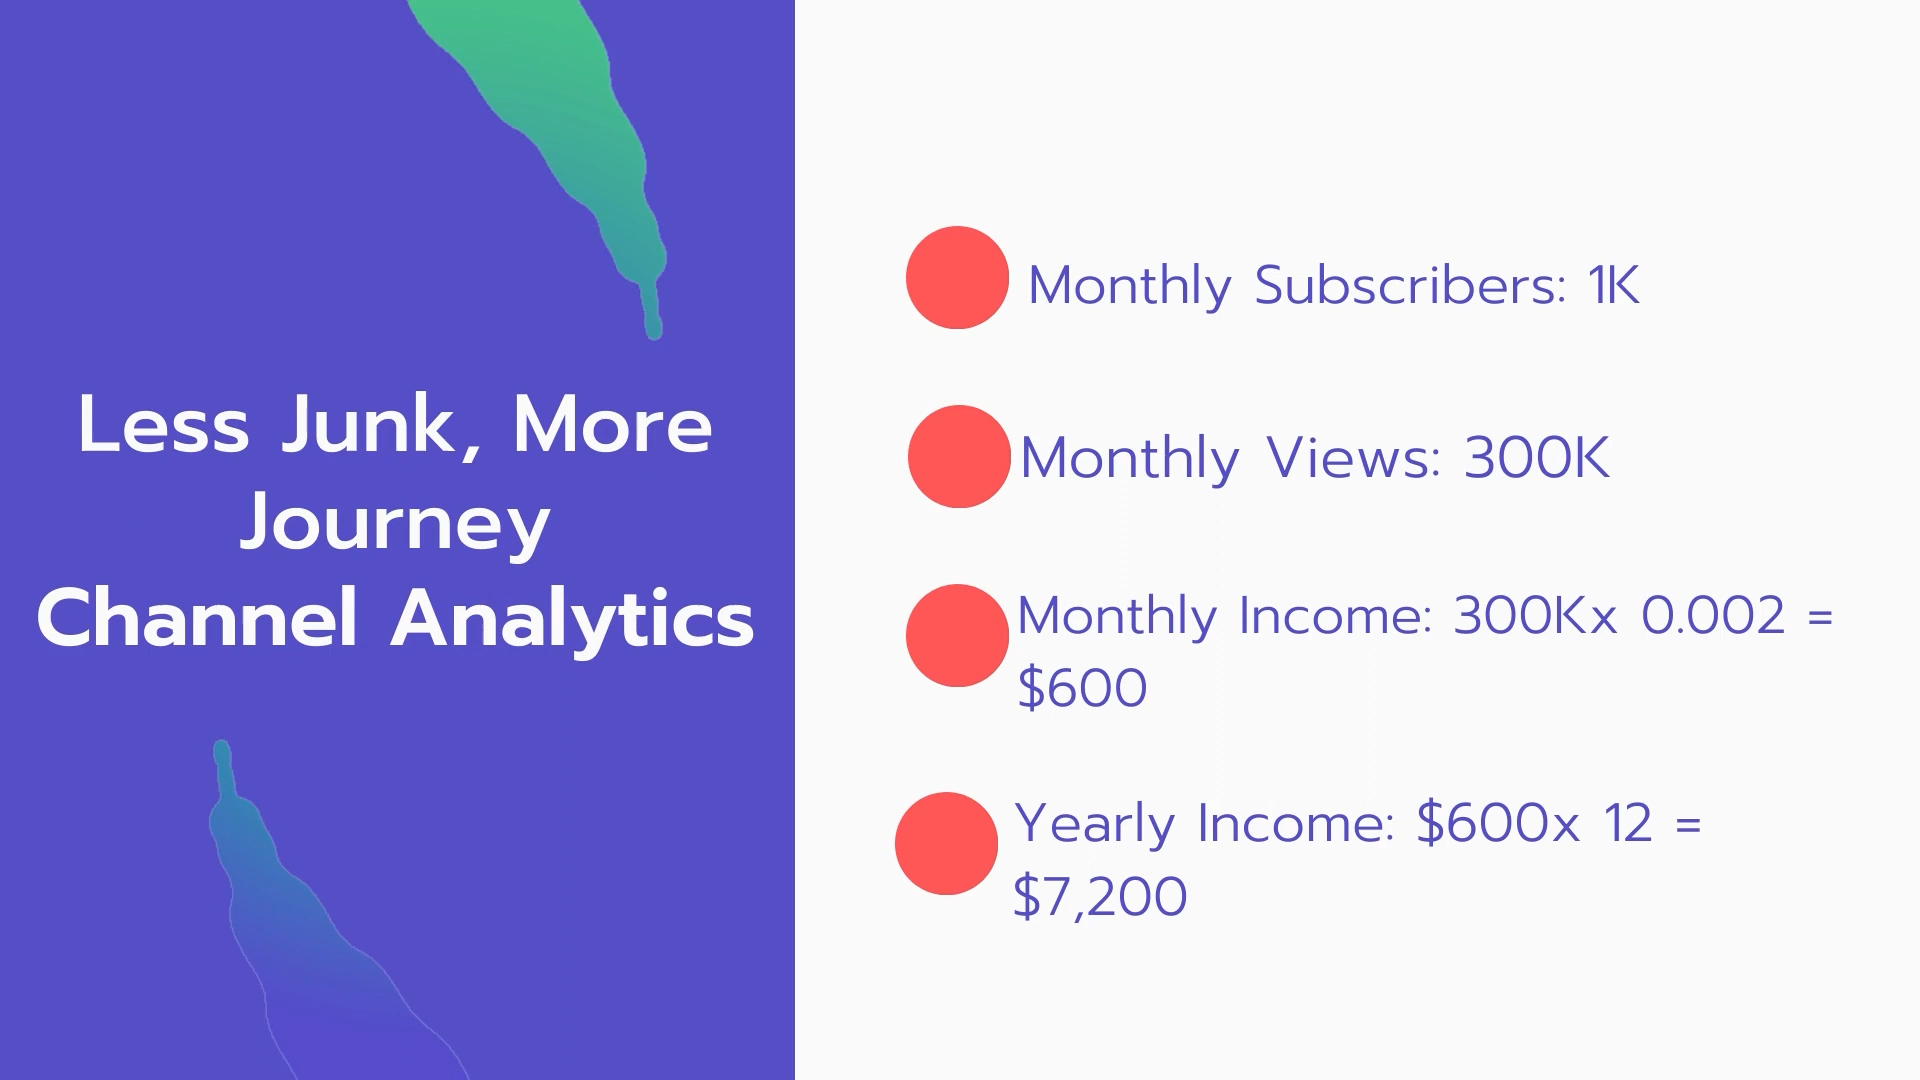 Less Junk, More
Journey
Channel Analytics
Monthly Subscribers: 1K
Monthly Views: 300K
Monthly Income: 300Kx 0.002 =
$600
Yearly Income: $600x 12 =
$7,200